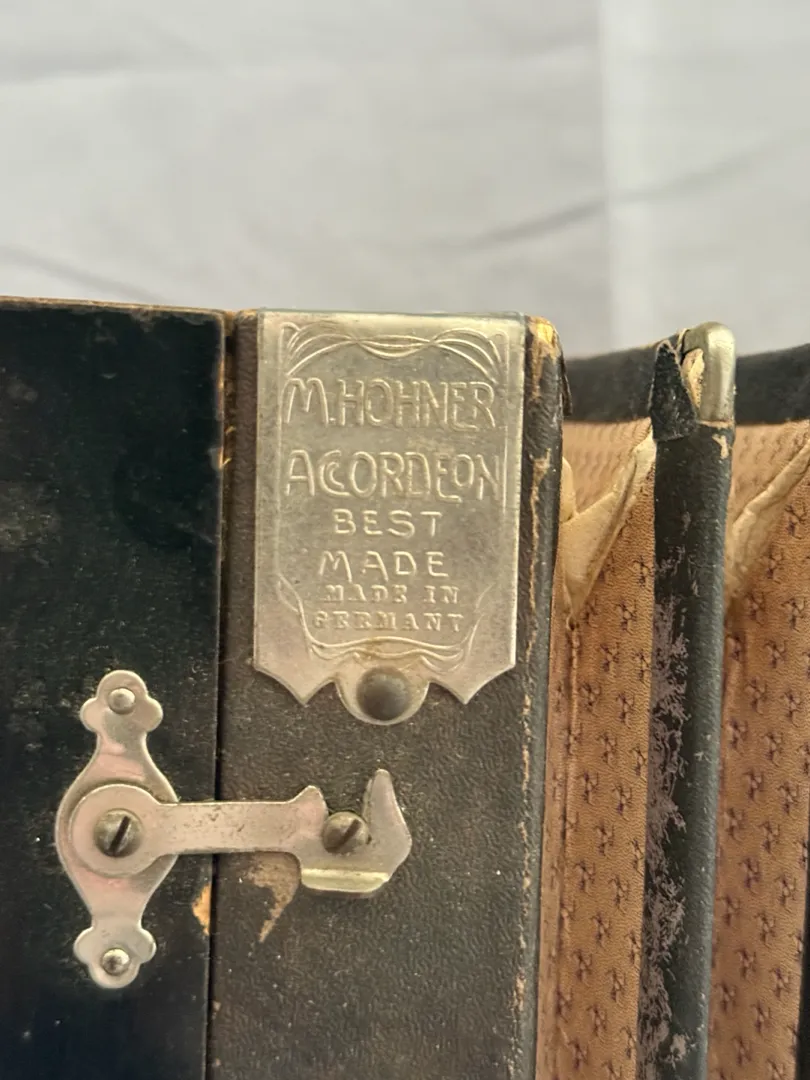 M. HOHNER
ACCORDEON
BEST
MADE
MADE IN
GERMANY